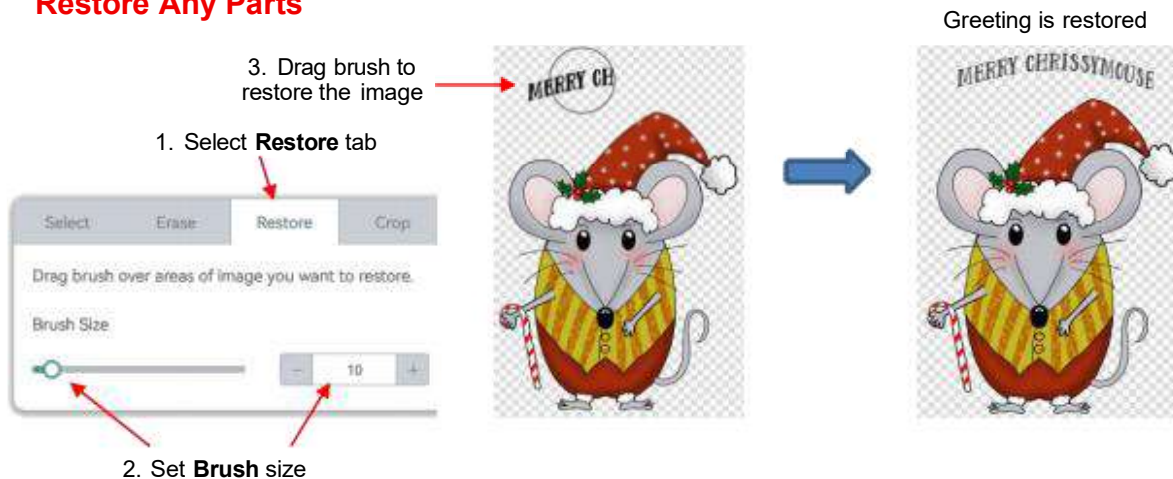 Restore Any Parts
Greeting is restored
3. Drag brush to
restore the image
MERRY CH
MERRY CHRISSYMOUSE
1. Select Restore tab
Select Erase Restore Crop
Drag brush over areas of image you want to restore.
Brush Size
- 10 +
2. Set Brush size